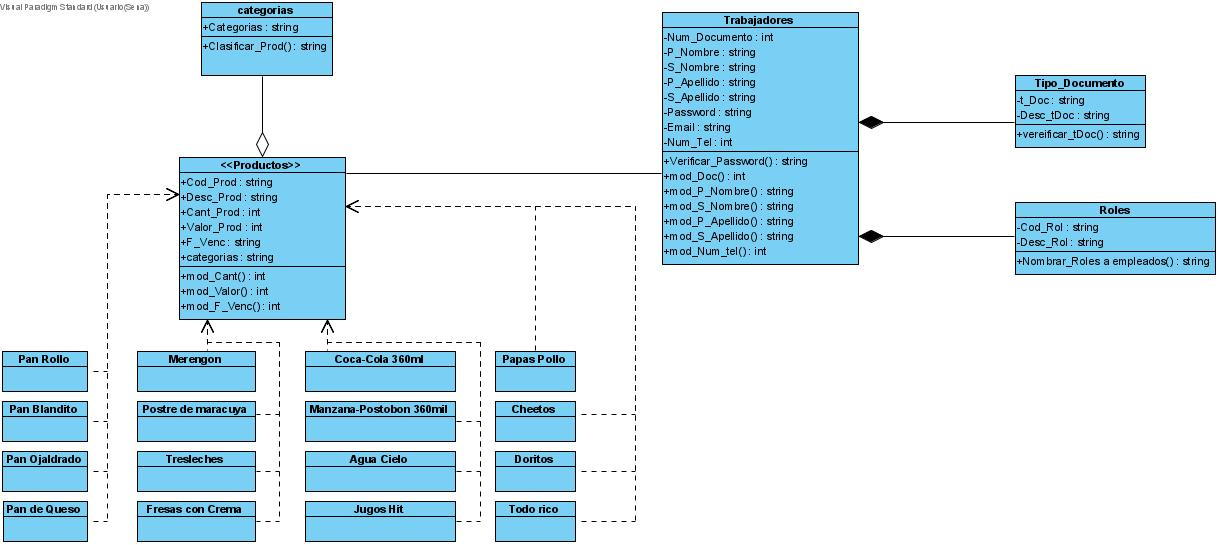 Visual Paradigm Standard (Usuario(Sena))
categorias
+Categorias : string
+Clasificar_Prod() : string
Trabajadores
-Num_Documento : int
-P_Nombre : string
-S_Nombre : string
-P_Apellido : string
-S_Apellido : string
-Password : string
-Email : string
-Num_Tel : int
+Verificar_Password() : string
+mod_Doc() : int
+mod_P_Nombre() : string
+mod_S_Nombre() : string
+mod_P_Apellido() : string
+mod_S_Apellido() : string
+mod_Num_tel() : int
Tipo_Documento
-t_Doc : string
-Desc_tDoc : string
+vereificar_tDoc() : string
<<Productos>>
+Cod_Prod : string
+Desc_Prod : string
+Cant_Prod : int
+Valor_Prod : int
+F_Venc : string
+categorias : string
+mod_Cant() : int
+mod_Valor() : int
+mod_F_Venc() : int
Roles
-Cod_Rol : string
-Desc_Rol : string
+Nombrar_Roles a empleados() : string
Pan Rollo
Merengon
Coca-Cola 360ml
Papas Pollo
Pan Blandito
Postre de maracuya
Manzana-Postobon 360mil
Cheetos
Pan Ojaldrado
Tresleches
Agua Cielo
Doritos
Pan de Queso
Fresas con Crema
Jugos Hit
Todo rico